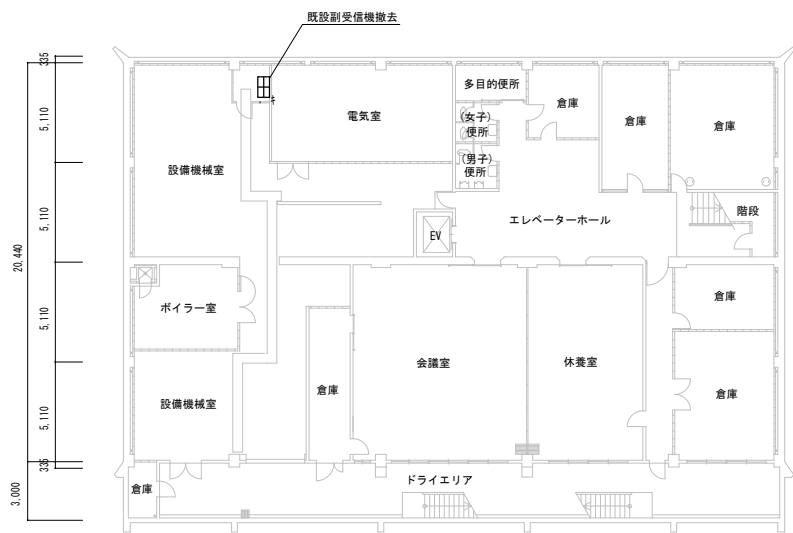 既設副受信機撤去
335
5,110
5,110
20,440
5,110
5,110
335
3,000
設備機械室
電気室
多目的便所
(女子)
便所
(男子)
便所
倉庫
倉庫
倉庫
階段
EV
エレベーターホール
ボイラー室
設備機械室
倉庫
会議室
休養室
倉庫
倉庫
倉庫
ドライエリア